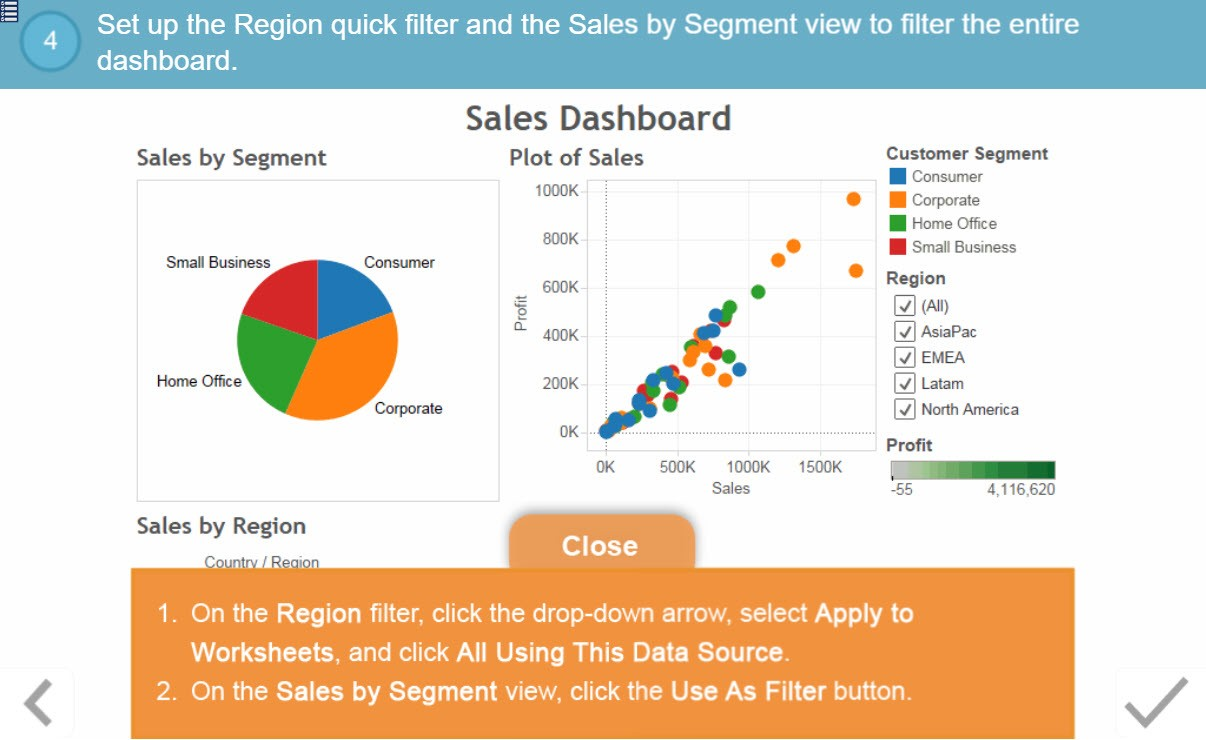 4
Set up the Region quick filter and the Sales by Segment view to filter the entire
dashboard.
Sales Dashboard
Sales by Segment
Small Business
Consumer
Home Office
Corporate
Plot of Sales
1000K
800K
600K
400K
200K
0K
Profit
0K 500K 1000K 1500K
Sales
Customer Segment
Consumer
Corporate
Home Office
Small Business
Region
(All)
AsiaPac
EMEA
Latam
North America
Profit
-55 4,116,620
Sales by Region
Country / Region
Close
1. On the Region filter, click the drop-down arrow, select Apply to
Worksheets, and click All Using This Data Source.
2. On the Sales by Segment view, click the Use As Filter button.